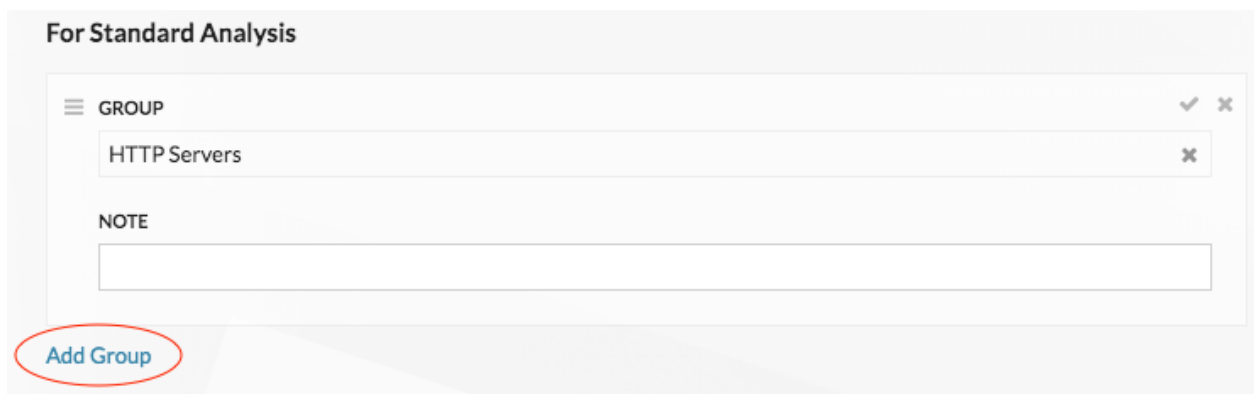 For Standard Analysis
GROUP
HTTP Servers
NOTE
Add Group